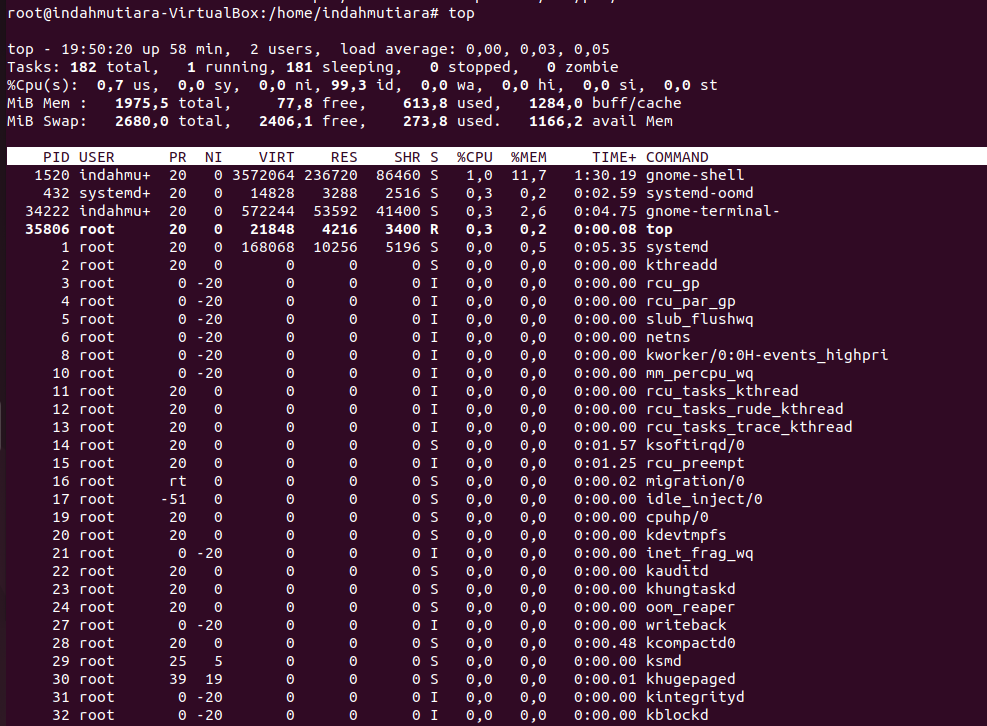 root@indahmutiara-VirtualBox:/home/indahmutiara# top
top - 19:50:20 up 58 min,  2 users,  load average: 0,00, 0,03, 0,05
Tasks: 182 total,   1 running, 181 sleeping,   0 stopped,   0 zombie
%Cpu(s):  0,7 us,  0,0 sy,  0,0 ni, 99,3 id,  0,0 wa,  0,0 hi,  0,0 si,  0,0 st
MiB Mem :   1975,5 total,     77,8 free,    613,8 used,   1284,0 buff/cache
MiB Swap:   2680,0 total,   2406,1 free,    273,8 used.   1166,2 avail Mem
PID USER      PR  NI    VIRT    RES    SHR S  %CPU  %MEM     TIME+ COMMAND
1520 indahmu+  20   0 3572064 236720  86460 S   1,0  11,7   1:30.19 gnome-shell
432 systemd+  20   0   14828   3288   2516 S   0,3   0,2   0:02.59 systemd-oomd
34222 indahmu+  20   0  572244  53592  41400 S   0,3   2,6   0:04.75 gnome-terminal-
35806 root      20   0   21848   4216   3400 R   0,3   0,2   0:00.08 top
1 root      20   0  168068  10256   5196 S   0,0   0,5   0:05.35 systemd
2 root      20   0       0      0      0 S   0,0   0,0   0:00.00 kthreadd
3 root       0 -20       0      0      0 I   0,0   0,0   0:00.00 rcu_gp
4 root       0 -20       0      0      0 I   0,0   0,0   0:00.00 rcu_par_gp
5 root       0 -20       0      0      0 I   0,0   0,0   0:00.00 slub_flushwq
6 root       0 -20       0      0      0 I   0,0   0,0   0:00.00 netns
8 root       0 -20       0      0      0 I   0,0   0,0   0:00.00 kworker/0:0H-events_highpri
10 root       0 -20       0      0      0 I   0,0   0,0   0:00.00 mm_percpu_wq
11 root      20   0       0      0      0 I   0,0   0,0   0:00.00 rcu_tasks_kthread
12 root      20   0       0      0      0 I   0,0   0,0   0:00.00 rcu_tasks_rude_kthread
13 root      20   0       0      0      0 I   0,0   0,0   0:00.00 rcu_tasks_trace_kthread
14 root      20   0       0      0      0 S   0,0   0,0   0:01.57 ksoftirqd/0
15 root      20   0       0      0      0 I   0,0   0,0   0:01.25 rcu_preempt
16 root      rt   0       0      0      0 S   0,0   0,0   0:00.02 migration/0
17 root     -51   0       0      0      0 S   0,0   0,0   0:00.00 idle_inject/0
19 root      20   0       0      0      0 S   0,0   0,0   0:00.00 cpuhp/0
20 root      20   0       0      0      0 S   0,0   0,0   0:00.00 kdevtmpfs
21 root       0 -20       0      0      0 I   0,0   0,0   0:00.00 inet_frag_wq
22 root      20   0       0      0      0 S   0,0   0,0   0:00.00 kauditd
23 root      20   0       0      0      0 S   0,0   0,0   0:00.00 khungtaskd
24 root      20   0       0      0      0 S   0,0   0,0   0:00.00 oom_reaper
27 root       0 -20       0      0      0 I   0,0   0,0   0:00.00 writeback
28 root      20   0       0      0      0 S   0,0   0,0   0:00.48 kcompactd0
29 root      25   5       0      0      0 S   0,0   0,0   0:00.00 ksmd
30 root      39  19       0      0      0 S   0,0   0,0   0:00.01 khugepaged
31 root       0 -20       0      0      0 I   0,0   0,0   0:00.00 kintegrityd
32 root       0 -20       0      0      0 I   0,0   0,0   0:00.00 kblockd